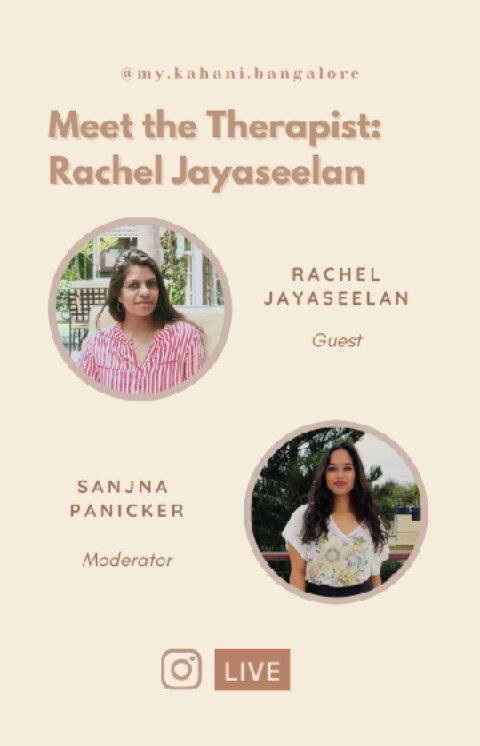 @my.kahani.bangalore
Meet the Therapist:
Rachel Jayaseelan
RACHEL
JAYASEELAN
Guest
SANJNA
PANICKER
Moderator
LIVE